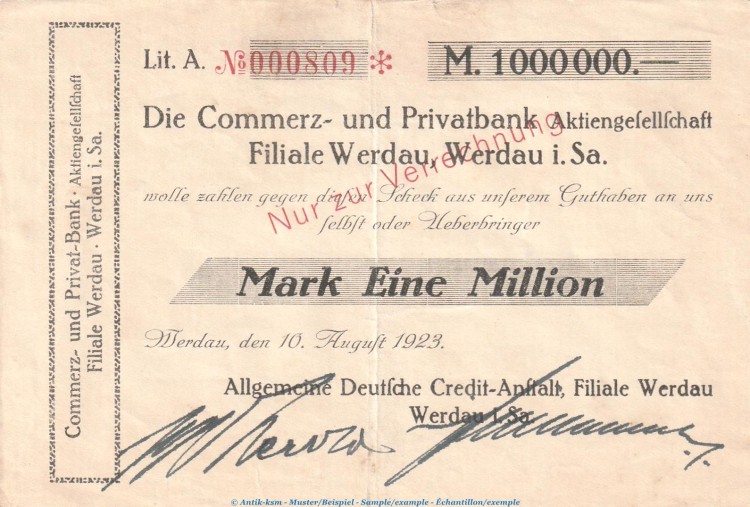 Commerz- und Privat-Bank · Aktiengeſellſchaft
Filiale Werdau · Werdau i. Sa.
Lit. A. No 000809 *
M. 1000000.—
Die Commerz- und Privatbank Aktiengeſellſchaft
Filiale Werdau, Werdau i. Sa.
Nur zur Verrechnung
wolle zahlen gegen dieſen Scheck aus unſerem Guthaben an uns
ſelbſt oder Ueberbringer
Mark Eine Million
Werdau, den 10. Auguſt 1923.
Allgemeine Deutſche Credit-Anſtalt, Filiale Werdau
Werdau i. Sa.
© Antik-ksm - Muster/Beispiel - Sample/example - Échantillon/exemple